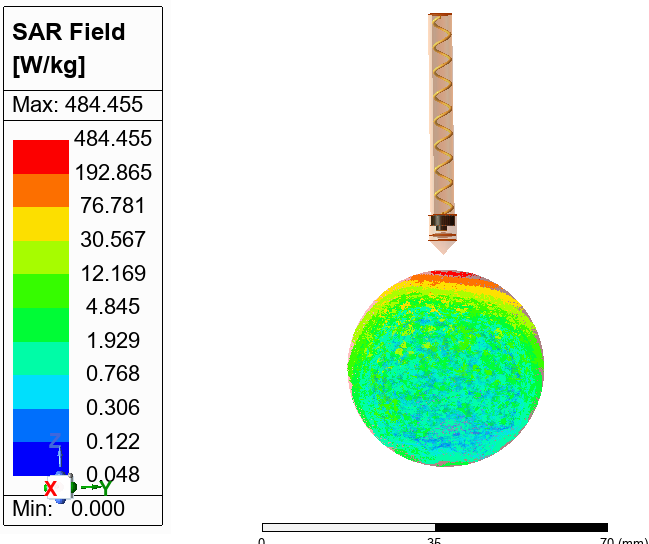 SAR Field
[W/kg]
Max: 484.455
484.455
192.865
76.781
30.567
12.169
4.845
1.929
0.768
0.306
0.122
0.048
Z
X
Y
Min: 0.000
0
35
70 (mm)